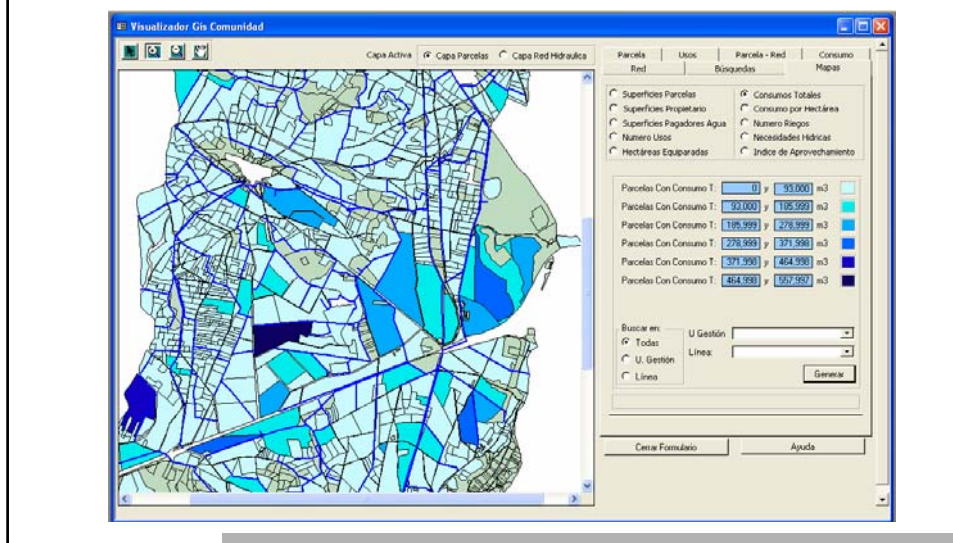 Visualizador Gis Comunidad
Capa Activa Capa Parcelas Capa Red Hidraulica
Parcela Usos Parcela - Red Consumo
Red Búsquedas Mapas
Superficies Parcelas Consumos Totales
Superficies Propietario Consumo por Hectárea
Superficies Pagadores Agua Numero Riegos
Numero Usos Necesidades Hidricas
Hectáreas Equiparadas Indice de Aprovechamiento
Parcelas Con Consumo T: 0 y 93,000 m3
Parcelas Con Consumo T: 93,000 y 185,999 m3
Parcelas Con Consumo T: 185,999 y 278,999 m3
Parcelas Con Consumo T: 278,999 y 371,998 m3
Parcelas Con Consumo T: 371,998 y 464,998 m3
Parcelas Con Consumo T: 464,998 y 557,997 m3
Buscar en:
Todas U Gestión
U. Gestión Línea:
Línea Generar
Cerrar Formulario Ayuda